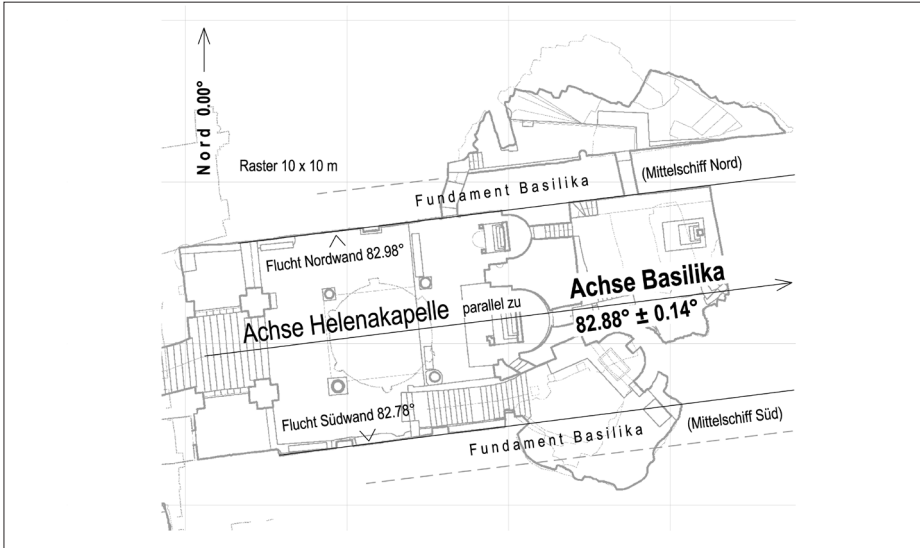 Nord 0.00°
Raster 10 x 10 m
Fundament Basilika
(Mittelschiff Nord)
Flucht Nordwand 82.98°
Achse Helenakapelle parallel zu Achse Basilika
82.88° ± 0.14°
Flucht Südwand 82.78°
Fundament Basilika
(Mittelschiff Süd)